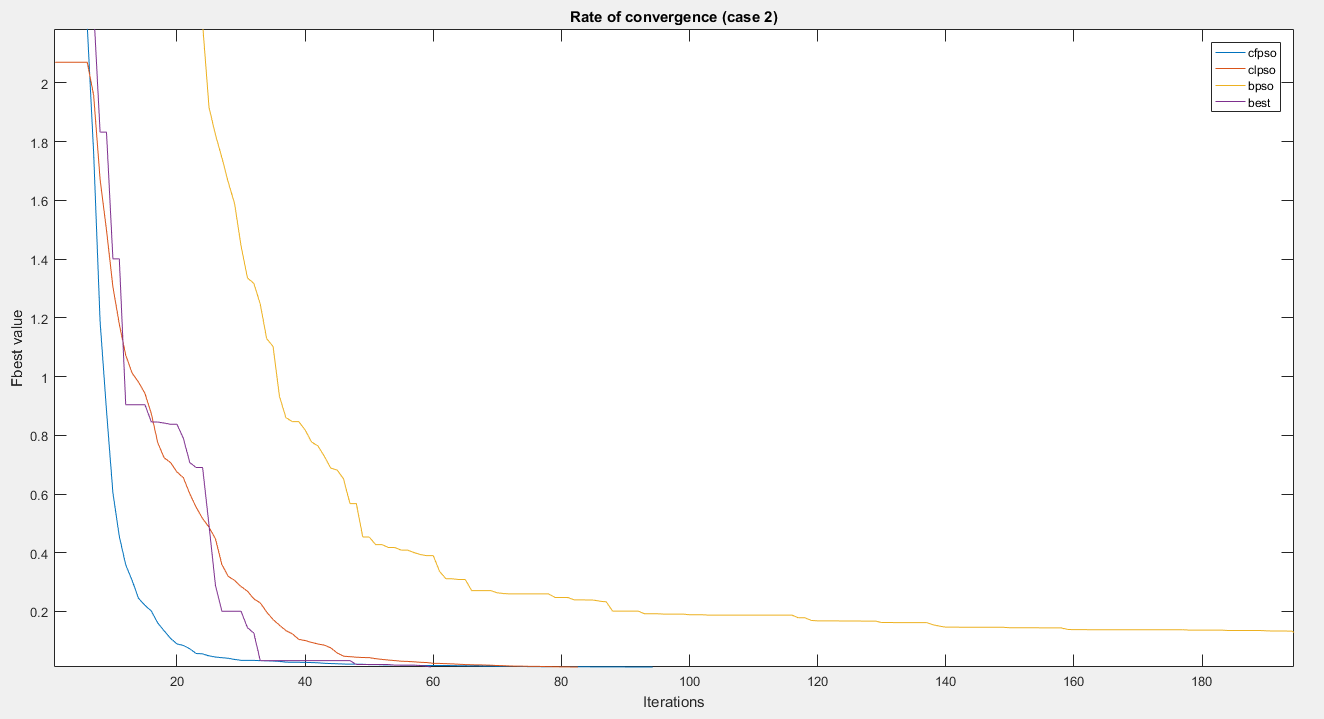 Rate of convergence (case 2)
cfpso
clpso
bpso
best
Fbest value
2
1.8
1.6
1.4
1.2
1
0.8
0.6
0.4
0.2
20 40 60 80 100 120 140 160 180
Iterations